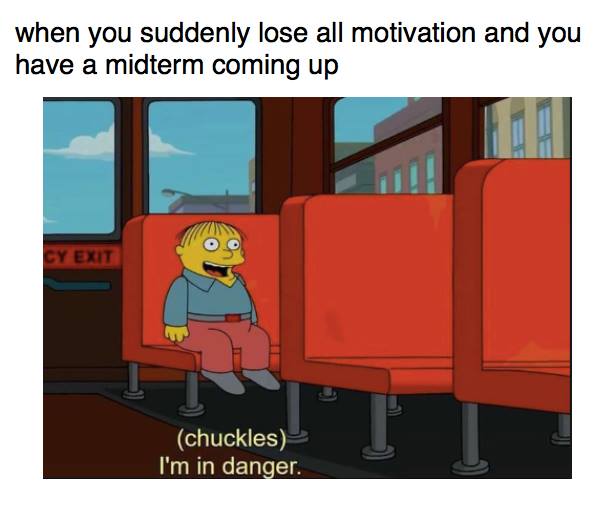 when you suddenly lose all motivation and you
have a midterm coming up
CY EXIT
(chuckles)
I'm in danger.